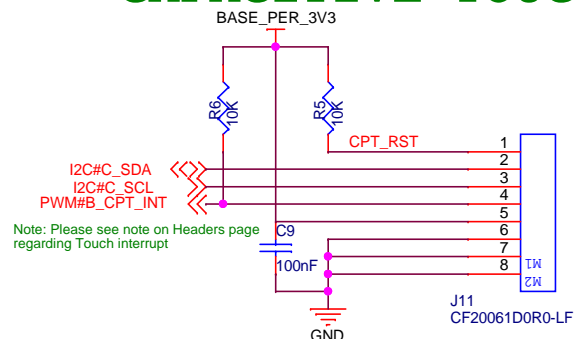 BASE_PER_3V3
R6
10K
R5
10K
CPT_RST
1
2
3
4
5
6
7
8
I2C#C_SDA
I2C#C_SCL
PWM#B_CPT_INT
Note: Please see note on Headers page
regarding Touch interrupt
C9
100nF
M1
M2
J11
CF20061D0R0-LF
GND